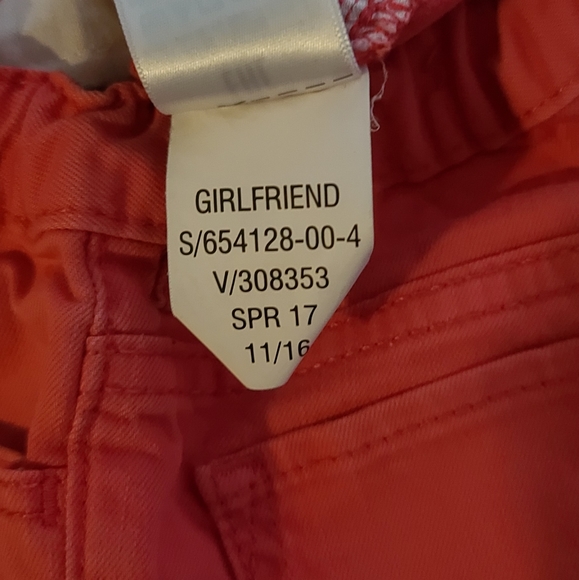 GIRLFRIEND
S/654128-00-4
V/308353
SPR 17
11/16